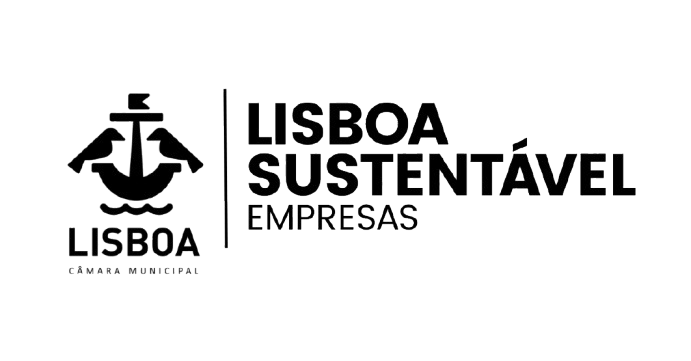 LISBOA
CÂMARA MUNICIPAL
LISBOA
SUSTENTÁVEL
EMPRESAS